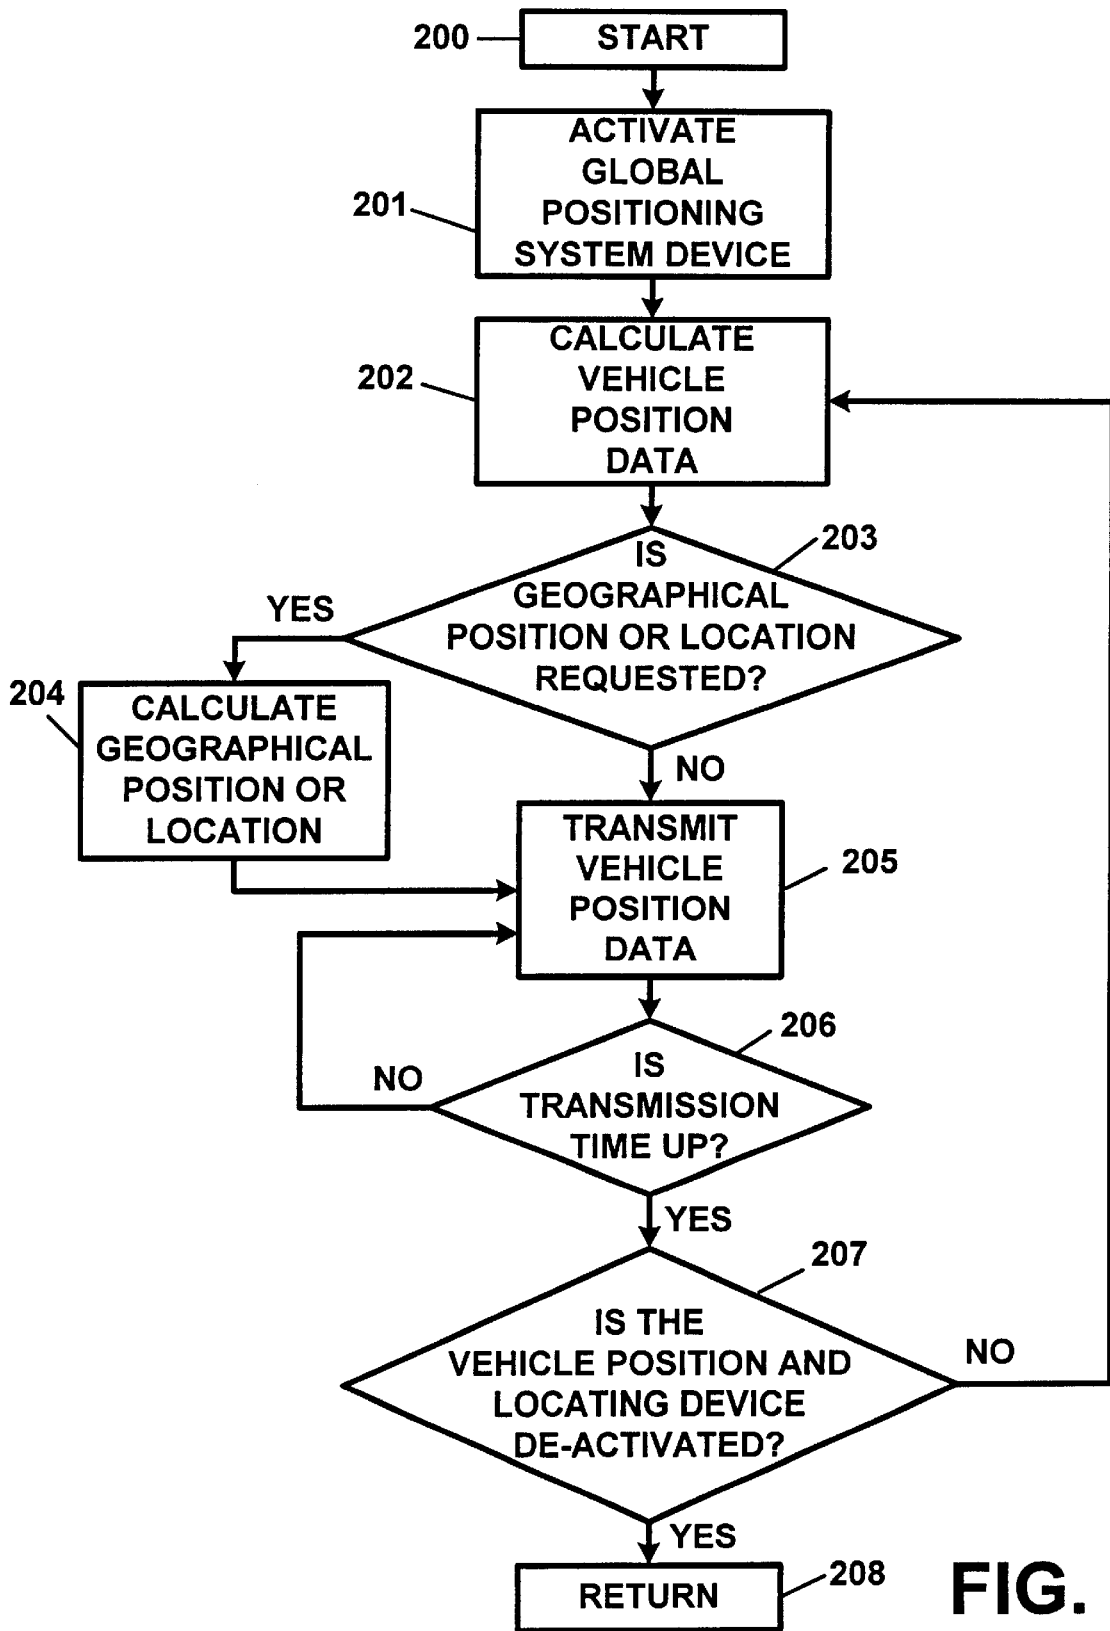 200
START
ACTIVATE
GLOBAL
POSITIONING
SYSTEM DEVICE
201
CALCULATE
VEHICLE
POSITION
DATA
202
IS
GEOGRAPHICAL
POSITION OR LOCATION
REQUESTED?
203
YES
204
CALCULATE
GEOGRAPHICAL
POSITION OR
LOCATION
NO
TRANSMIT
VEHICLE
POSITION
DATA
205
206
IS
TRANSMISSION
TIME UP?
NO
YES
207
IS THE
VEHICLE POSITION AND
LOCATING DEVICE
DE-ACTIVATED?
NO
YES
RETURN
208
FIG.